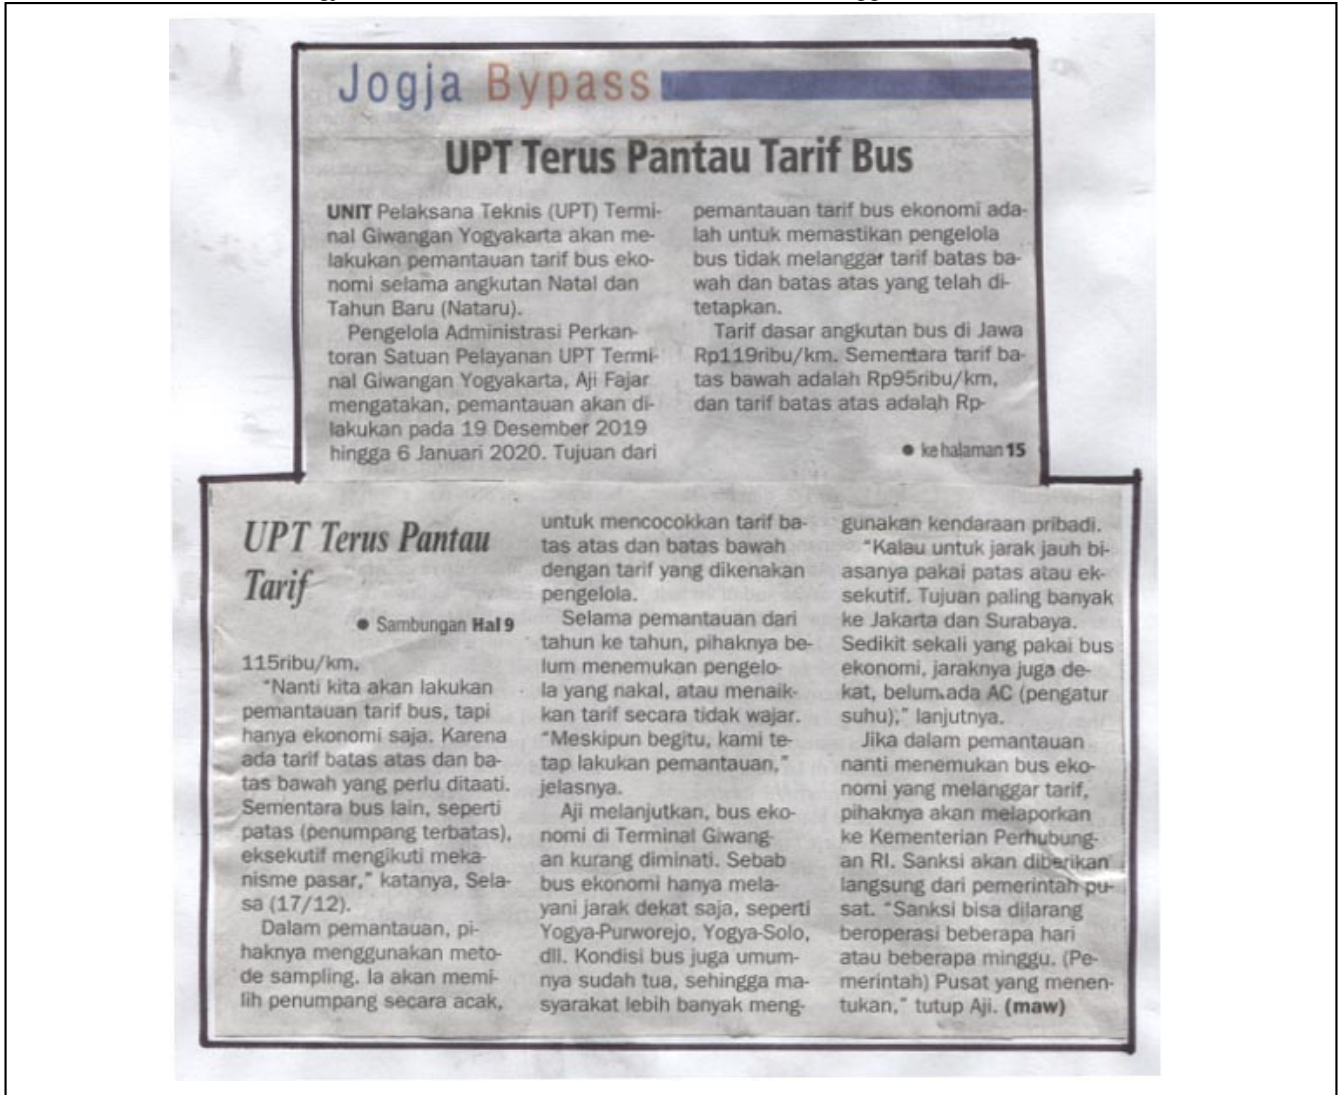 Jogja Bypass
UPT Terus Pantau Tarif Bus
UNIT Pelaksana Teknis (UPT) Termi-
nal Giwangan Yogyakarta akan me-
lakukan pemantauan tarif bus eko-
nomi selama angkutan Natal dan
Tahun Baru (Nataru).
Pengelola Administrasi Perkan-
toran Satuan Pelayanan UPT Termi-
nal Giwangan Yogyakarta, Aji Fajar
mengatakan, pemantauan akan di-
lakukan pada 19 Desember 2019
hingga 6 Januari 2020. Tujuan dari
pemantauan tarif bus ekonomi ada-
lah untuk memastikan pengelola
bus tidak melanggar tarif batas ba-
wah dan batas atas yang telah di-
tetapkan.
Tarif dasar angkutan bus di Jawa
Rp119ribu/km. Sementara tarif ba-
tas bawah adalah Rp95ribu/km,
dan tarif batas atas adalah Rp-
● ke halaman 15
UPT Terus Pantau
Tarif
● Sambungan Hal 9
115ribu/km.
"Nanti kita akan lakukan
pemantauan tarif bus, tapi
hanya ekonomi saja. Karena
ada tarif batas atas dan ba-
tas bawah yang perlu ditaati.
Sementara bus lain, seperti
patas (penumpang terbatas),
eksekutif mengikuti meka-
nisme pasar," katanya, Sela-
sa (17/12).
Dalam pemantauan, pi-
haknya menggunakan meto-
de sampling. Ia akan memi-
lih penumpang secara acak,
untuk mencocokkan tarif ba-
tas atas dan batas bawah
dengan tarif yang dikenakan
pengelola.
Selama pemantauan dari
tahun ke tahun, pihaknya be-
lum menemukan pengelo-
la yang nakal, atau menaik-
kan tarif secara tidak wajar.
"Meskipun begitu, kami te-
tap lakukan pemantauan,"
jelasnya.
Aji melanjutkan, bus eko-
nomi di Terminal Giwang-
an kurang diminati. Sebab
bus ekonomi hanya mela-
yani jarak dekat saja, seperti
Yogya-Purworejo, Yogya-Solo,
dll. Kondisi bus juga umum-
nya sudah tua, sehingga ma-
syarakat lebih banyak meng-
gunakan kendaraan pribadi.
"Kalau untuk jarak jauh bi-
asanya pakai patas atau ek-
sekutif. Tujuan paling banyak
ke Jakarta dan Surabaya.
Sedikit sekali yang pakai bus
ekonomi, jaraknya juga de-
kat, belum ada AC (pengatur
suhu)," lanjutnya.
Jika dalam pemantauan
nanti menemukan bus eko-
nomi yang melanggar tarif,
pihaknya akan melaporkan
ke Kementerian Perhubung-
an RI. Sanksi akan diberikan
langsung dari pemerintah pu-
sat. "Sanksi bisa dilarang
beroperasi beberapa hari
atau beberapa minggu. (Pe-
merintah) Pusat yang menen-
tukan," tutup Aji. (maw)